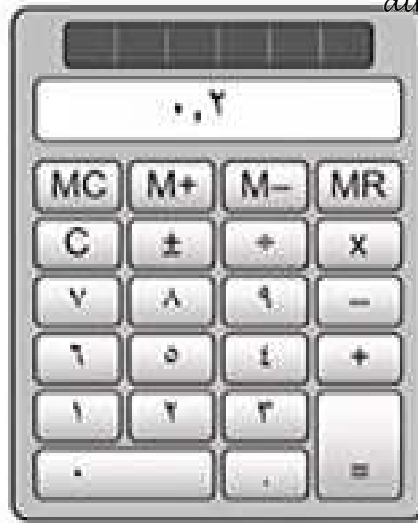 ٠,٢
MC M+ M− MR
C ± ÷ x
٧ ٨ ٩ −
٦ ٥ ٤ +
١ ٢ ٣
٠ , =